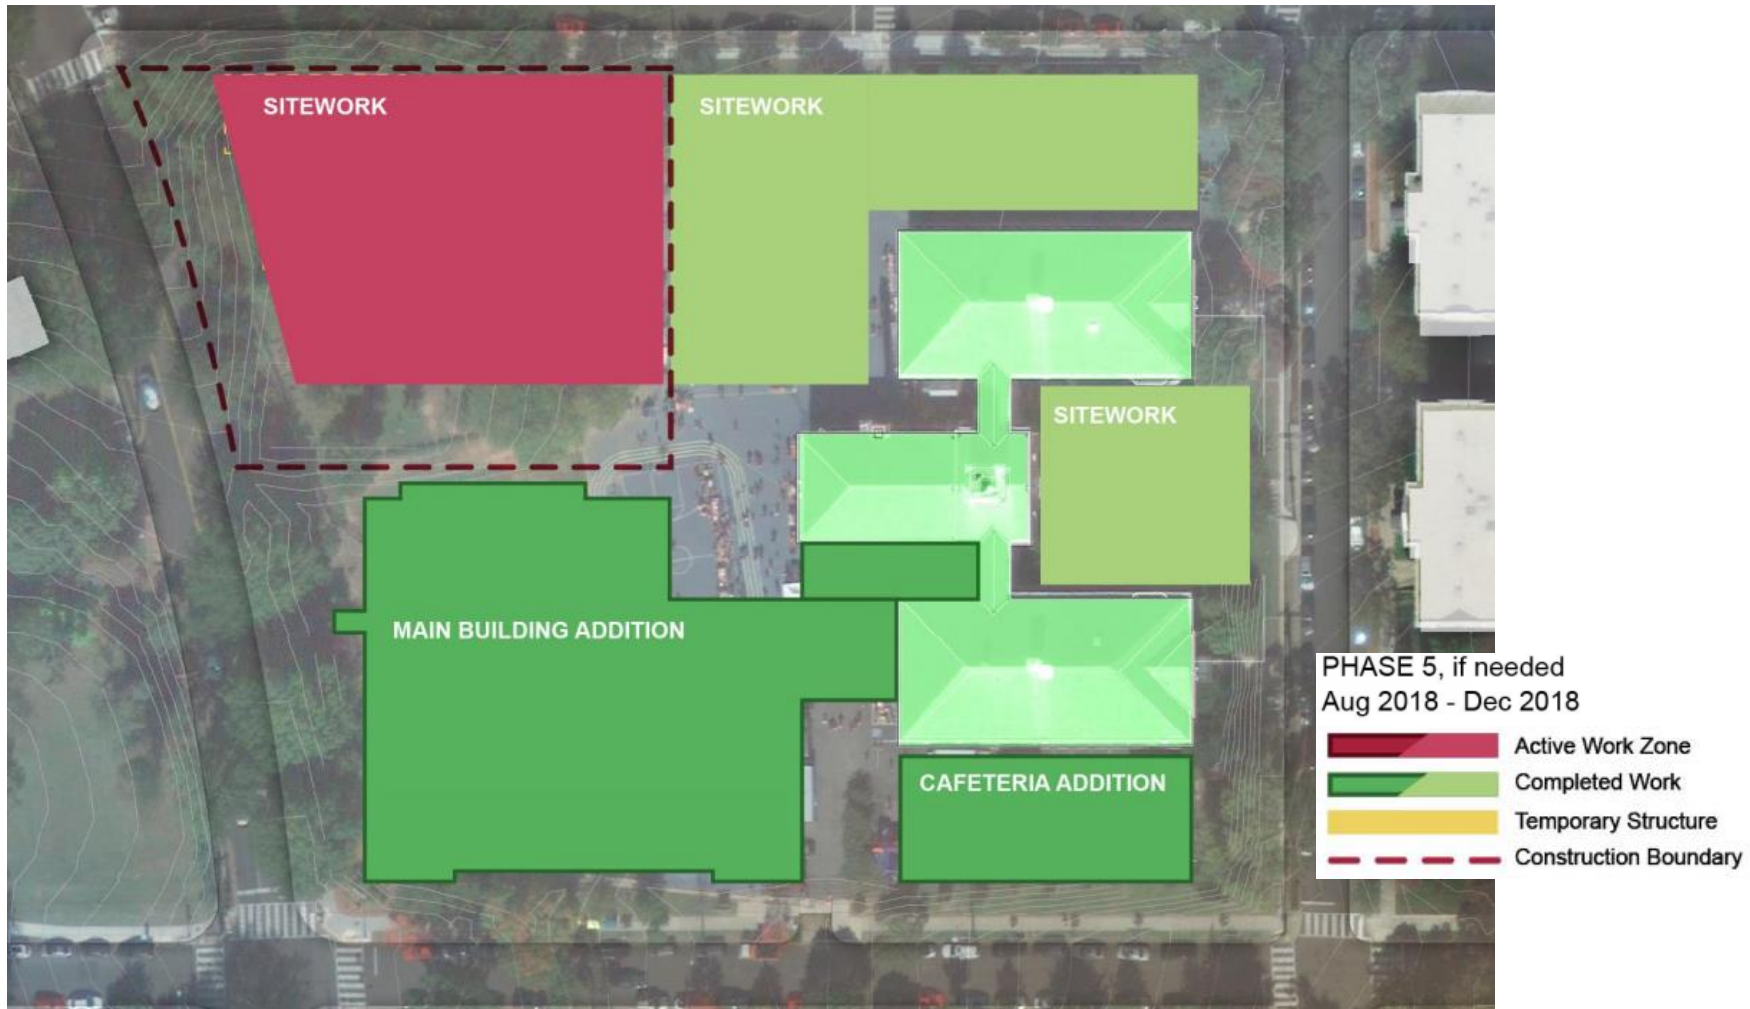 SITEWORK
SITEWORK
SITEWORK
MAIN BUILDING ADDITION
CAFETERIA ADDITION
PHASE 5, if needed
Aug 2018 - Dec 2018
Active Work Zone
Completed Work
Temporary Structure
Construction Boundary